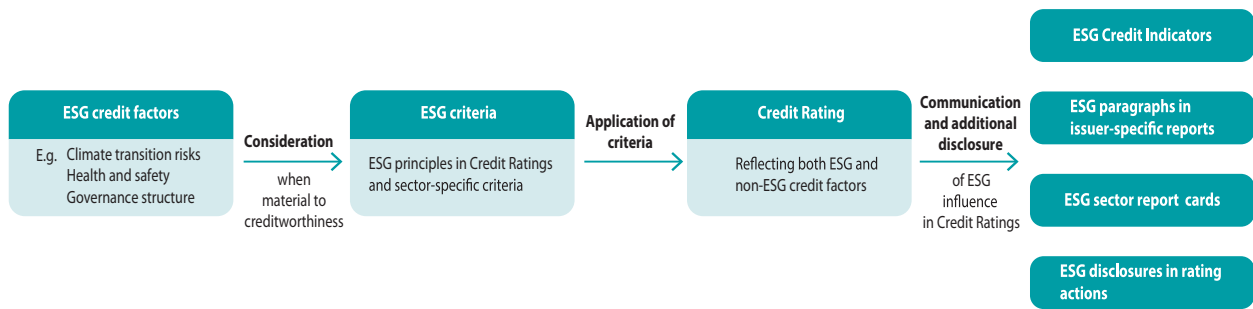 ESG credit factors
E.g. Climate transition risks
Health and safety
Governance structure
Consideration
when
material to
creditworthiness
ESG criteria
ESG principles in Credit Ratings
and sector-specific criteria
Application of
criteria
Credit Rating
Reflecting both ESG and
non-ESG credit factors
Communication
and additional
disclosure
of ESG
influence
in Credit Ratings
ESG Credit Indicators
ESG paragraphs in
issuer-specific reports
ESG sector report cards
ESG disclosures in rating
actions